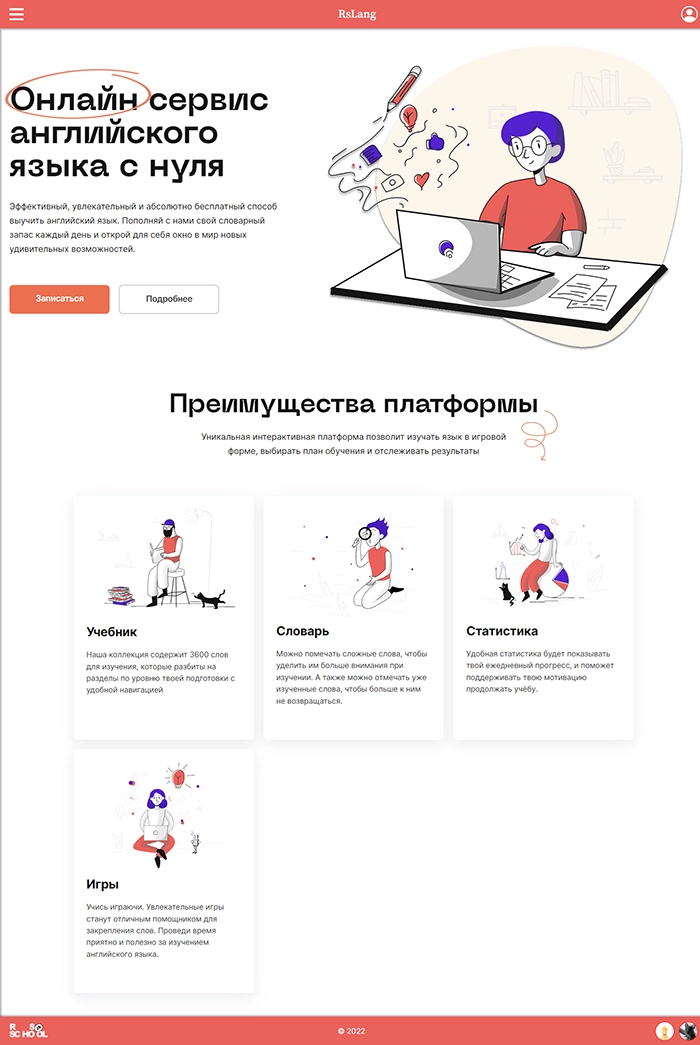 RsLang
Онлайн сервис
английского
языка с нуля
Эффективный, увлекательный и абсолютно бесплатный способ
выучить английский язык. Пополняй с нами свой словарный
запас каждый день и открой для себя окно в мир новых
удивительных возможностей.
Записаться
Подробнее
Преимущества платформы
Уникальная интерактивная платформа позволит изучать язык в игровой
форме, выбирать план обучения и отслеживать результаты
Учебник
Наша коллекция содержит 3600 слов
для изучения, которые разбиты на
разделы по уровню твоей подготовки с
удобной навигацией
Словарь
Можно помечать сложные слова, чтобы
уделить им больше внимания при
изучении. А также можно отмечать уже
изученные слова, чтобы больше к ним
не возвращаться.
Статистика
Удобная статистика будет показывать
твой ежедневный прогресс, и поможет
поддерживать твою мотивацию
продолжать учёбу.
Игры
Учись играючи. Увлекательные игры
станут отличным помощником для
закрепления слов. Проведи время
приятно и полезно за изучением
английского языка.
RS
SCHOOL
© 2022